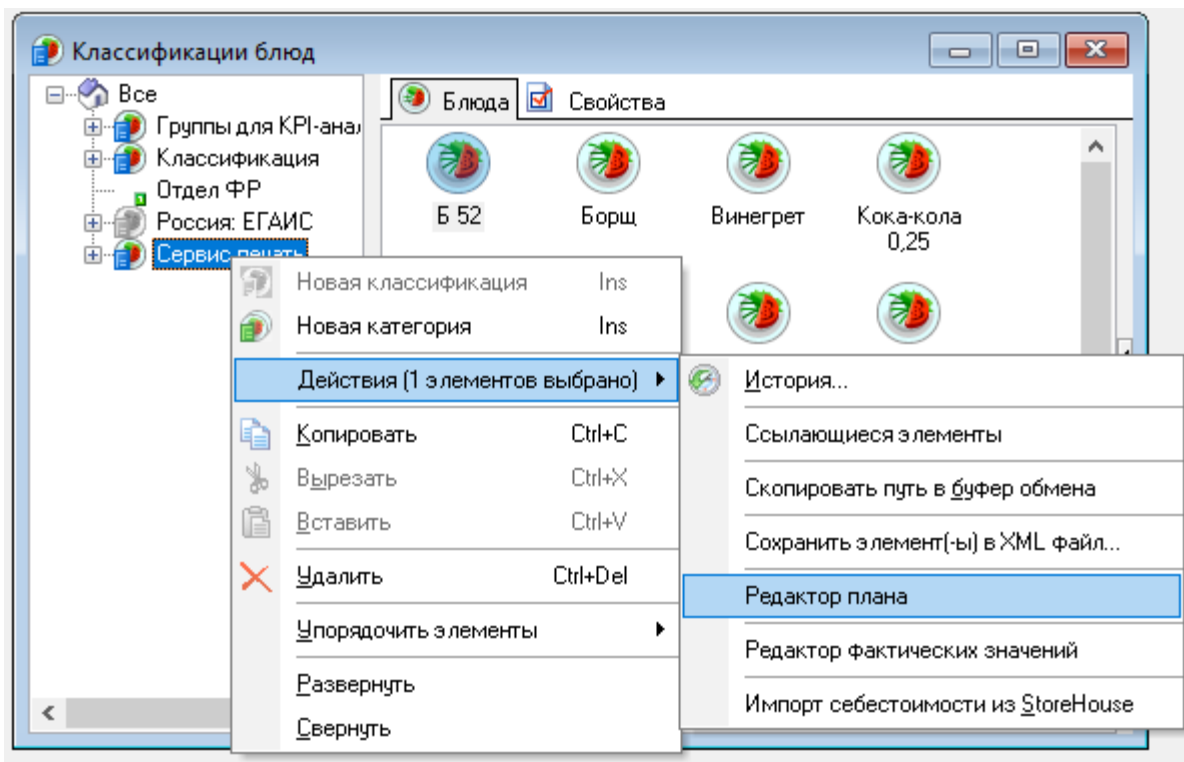 Классификации блюд
Все
Группы для KPI-анал
Классификация
Отдел ФР
Россия: ЕГАИС
Сервис печать
Блюда
Свойства
Б 52
Борщ
Винегрет
Кока-кола
0,25
Новая классификация Ins
Новая категория Ins
Действия (1 элементов выбрано)
Копировать Ctrl+C
Вырезать Ctrl+X
Вставить Ctrl+V
Удалить Ctrl+Del
Упорядочить элементы
Развернуть
Свернуть
История...
Ссылающиеся элементы
Скопировать путь в буфер обмена
Сохранить элемент(-ы) в XML файл...
Редактор плана
Редактор фактических значений
Импорт себестоимости из StoreHouse